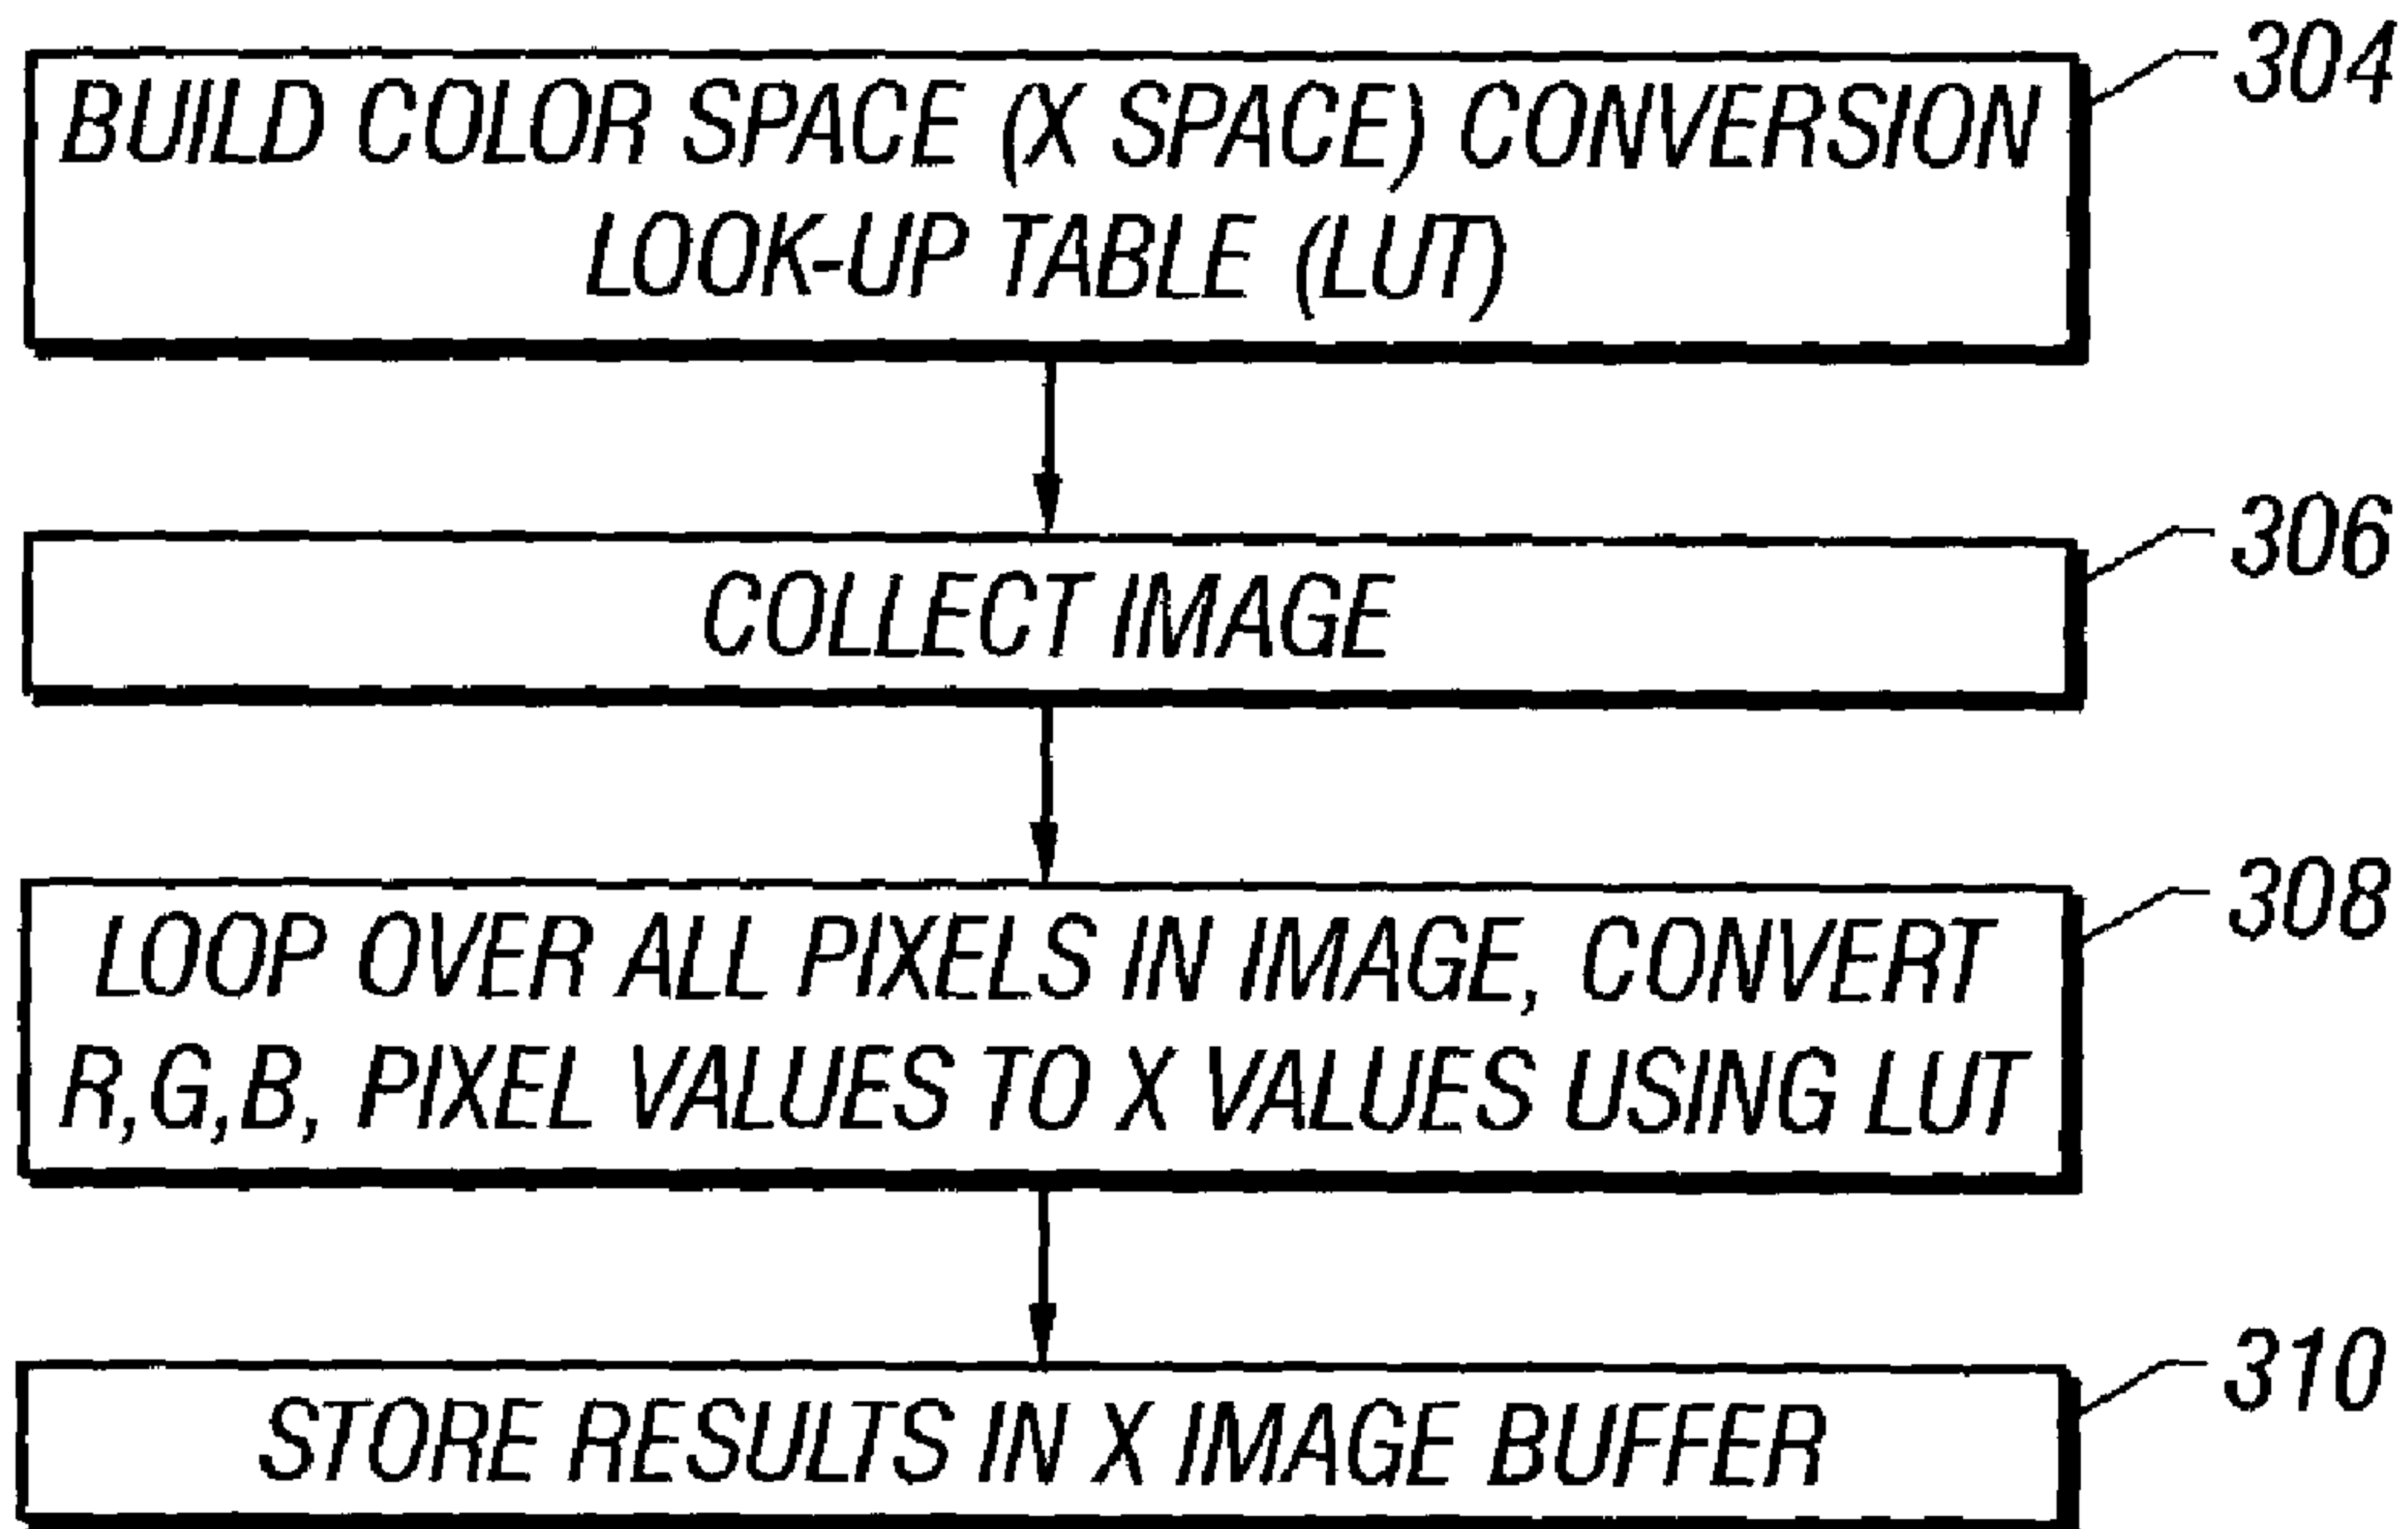 304
BUILD COLOR SPACE (X SPACE) CONVERSION
LOOK-UP TABLE (LUT)
306
COLLECT IMAGE
308
LOOP OVER ALL PIXELS IN IMAGE, CONVERT
R,G,B, PIXEL VALUES TO X VALUES USING LUT
310
STORE RESULTS IN X IMAGE BUFFER